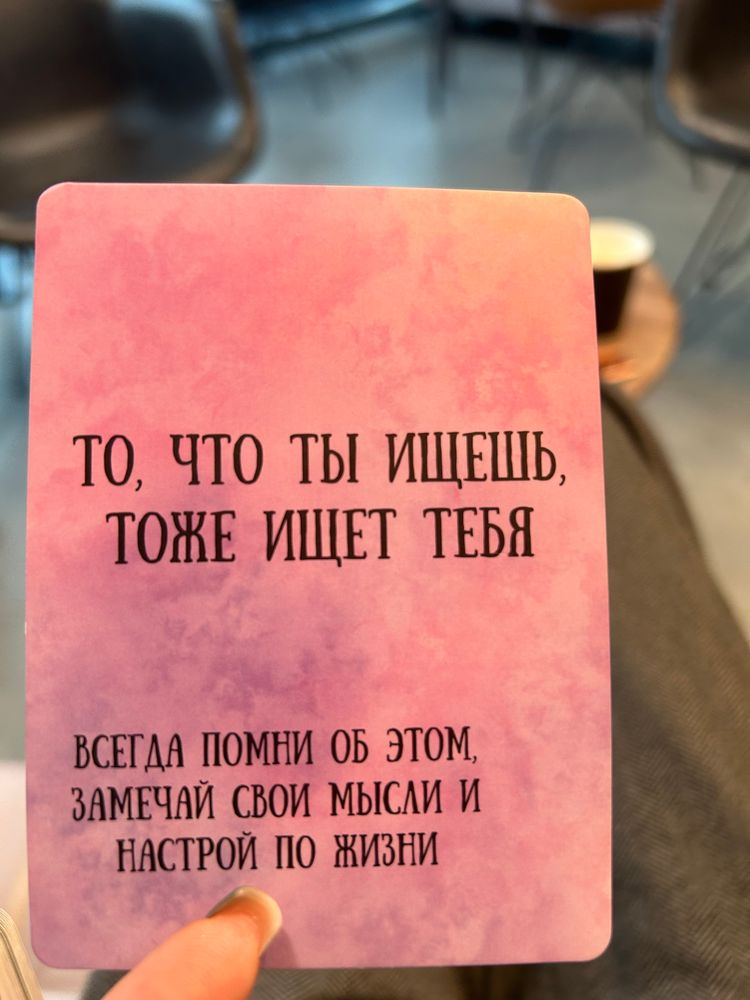 ТО, ЧТО ТЫ ИЩЕШЬ,
ТОЖЕ ИЩЕТ ТЕБЯ
ВСЕГДА ПОМНИ ОБ ЭТОМ,
ЗАМЕЧАЙ СВОИ МЫСЛИ И
НАСТРОЙ ПО ЖИЗНИ